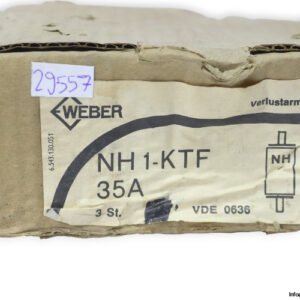 29557
WEBER
verlustarm
6.543.130.051
NH 1-KTF
35A
NH
3 St.
VDE 0636